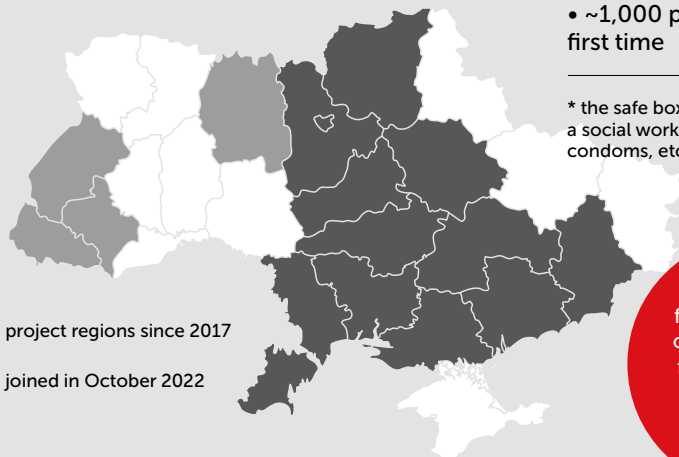 • ~1,000 p
first time
* the safe box
a social work
condoms, etc
project regions since 2017
joined in October 2022